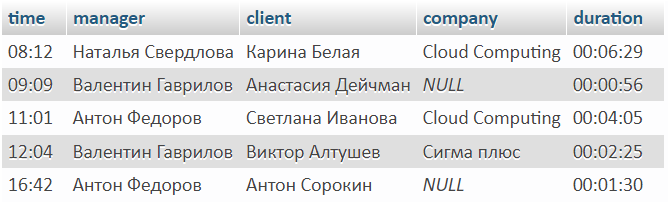 time manager client company duration
08:12 Наталья Свердлова Карина Белая Cloud Computing 00:06:29
09:09 Валентин Гаврилов Анастасия Дейчман NULL 00:00:56
11:01 Антон Федоров Светлана Иванова Cloud Computing 00:04:05
12:04 Валентин Гаврилов Виктор Алтушев Сигма плюс 00:02:25
16:42 Антон Федоров Антон Сорокин NULL 00:01:30